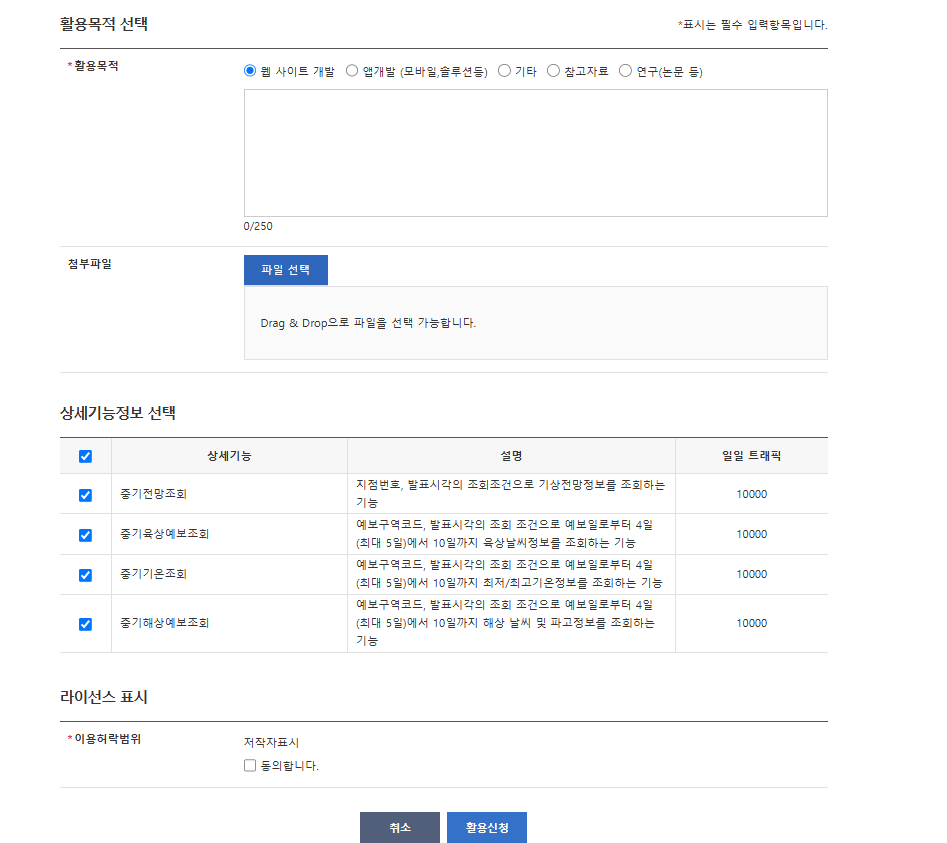 활용목적 선택
*표시는 필수 입력항목입니다.
*활용목적
웹 사이트 개발 앱개발 (모바일,솔루션등) 기타 참고자료 연구(논문 등)
0/250
첨부파일
파일 선택
Drag & Drop으로 파일을 선택 가능합니다.
상세기능정보 선택
상세기능 설명 일일 트래픽
중기전망조회
지점번호, 발표시각의 조회조건으로 기상전망정보를 조회하는
기능
10000
중기육상예보조회
예보구역코드, 발표시각의 조회 조건으로 예보일로부터 4일
(최대 5일)에서 10일까지 육상날씨정보를 조회하는 기능
10000
중기기온조회
예보구역코드, 발표시각의 조회 조건으로 예보일로부터 4일
(최대 5일)에서 10일까지 최저/최고기온정보를 조회하는 기능
10000
중기해상예보조회
예보구역코드, 발표시각의 조회 조건으로 예보일로부터 4일
(최대 5일)에서 10일까지 해상 날씨 및 파고정보를 조회하는
기능
10000
라이선스 표시
*이용허락범위
저작자표시
동의합니다.
취소 활용신청